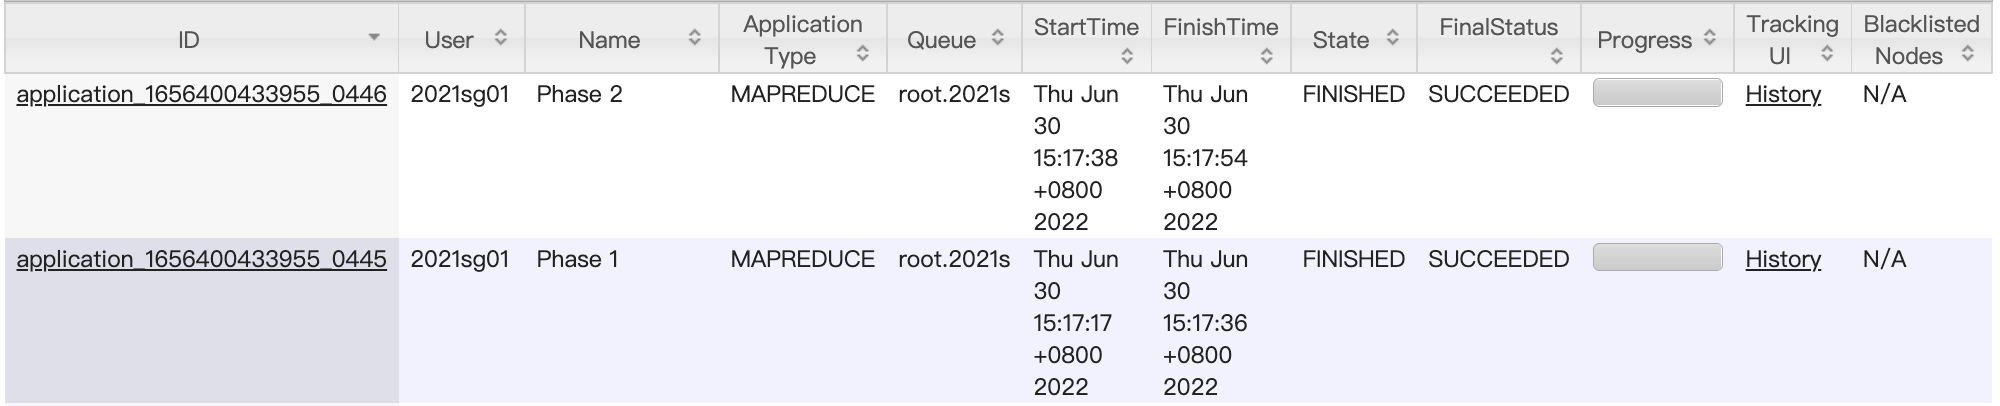 ID User Name Application Type Queue StartTime FinishTime State FinalStatus Progress Tracking UI Blacklisted Nodes
application_1656400433955_0446 2021sg01 Phase 2 MAPREDUCE root.2021s Thu Jun 30 15:17:38 +0800 2022 Thu Jun 30 15:17:54 +0800 2022 FINISHED SUCCEEDED History N/A
application_1656400433955_0445 2021sg01 Phase 1 MAPREDUCE root.2021s Thu Jun 30 15:17:17 +0800 2022 Thu Jun 30 15:17:36 +0800 2022 FINISHED SUCCEEDED History N/A